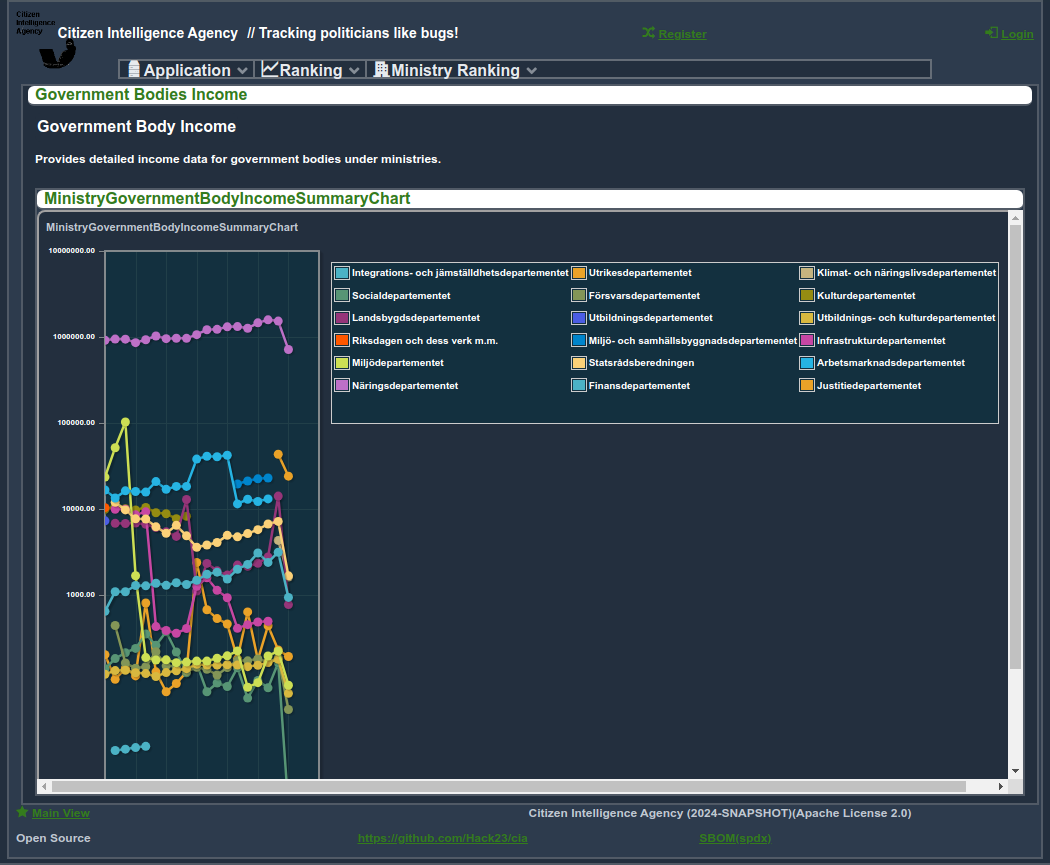 Citizen
Intelligence
Agency
Citizen Intelligence Agency // Tracking politicians like bugs!
Register
Login
Application
Ranking
Ministry Ranking
Government Bodies Income
Government Body Income
Provides detailed income data for government bodies under ministries.
MinistryGovernmentBodyIncomeSummaryChart
MinistryGovernmentBodyIncomeSummaryChart
10000000.00
1000000.00
100000.00
10000.00
1000.00
Integrations- och jämställdhetsdepartementet Utrikesdepartementet Klimat- och näringslivsdepartementet
Socialdepartementet Försvarsdepartementet Kulturdepartementet
Landsbygdsdepartementet Utbildningsdepartementet Utbildnings- och kulturdepartementet
Riksdagen och dess verk m.m. Miljö- och samhällsbyggnadsdepartementet Infrastrukturdepartementet
Miljödepartementet Statsrådsberedningen Arbetsmarknadsdepartementet
Näringsdepartementet Finansdepartementet Justitiedepartementet
Main View
Citizen Intelligence Agency (2024-SNAPSHOT)(Apache License 2.0)
Open Source
https://github.com/Hack23/cia
SBOM(spdx)